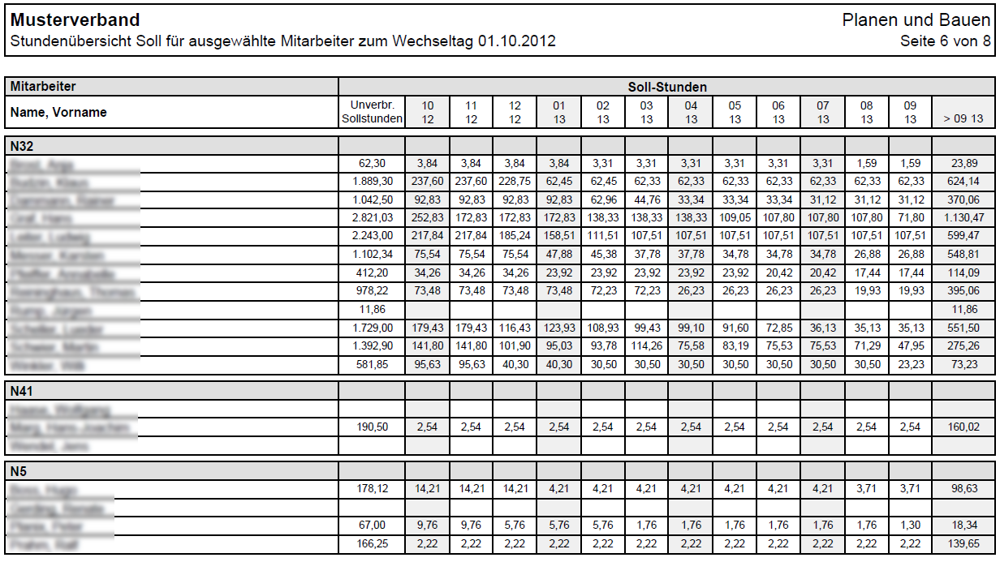 Musterverband Planen und Bauen
Stundenübersicht Soll für ausgewählte Mitarbeiter zum Wechseltag 01.10.2012 Seite 6 von 8
Mitarbeiter Soll-Stunden
Name, Vorname Unverbr. Sollstunden 10 12 11 12 12 12 01 13 02 13 03 13 04 13 05 13 06 13 07 13 08 13 09 13 > 09 13
N32
62,30 3,84 3,84 3,84 3,84 3,31 3,31 3,31 3,31 3,31 3,31 1,59 1,59 23,89
1.889,30 237,60 237,60 228,75 62,45 62,45 62,33 62,33 62,33 62,33 62,33 62,33 62,33 624,14
1.042,50 92,83 92,83 92,83 92,83 62,96 44,76 33,34 33,34 33,34 31,12 31,12 31,12 370,06
2.821,03 252,83 172,83 172,83 172,83 138,33 138,33 138,33 109,05 107,80 107,80 107,80 71,80 1.130,47
2.243,00 217,84 217,84 185,24 158,51 111,51 107,51 107,51 107,51 107,51 107,51 107,51 107,51 599,47
1.102,34 75,54 75,54 75,54 47,88 45,38 37,78 37,78 34,78 34,78 34,78 26,88 26,88 548,81
412,20 34,26 34,26 34,26 23,92 23,92 23,92 23,92 23,92 20,42 20,42 17,44 17,44 114,09
978,22 73,48 73,48 73,48 73,48 72,23 72,23 26,23 26,23 26,23 26,23 19,93 19,93 395,06
11,86 11,86
1.729,00 179,43 179,43 116,43 123,93 108,93 99,43 99,10 91,60 72,85 36,13 35,13 35,13 551,50
1.392,90 141,80 141,80 101,90 95,03 93,78 114,26 75,58 83,19 75,53 75,53 71,29 47,95 275,26
581,85 95,63 95,63 40,30 40,30 30,50 30,50 30,50 30,50 30,50 30,50 30,50 23,23 73,23
N41
190,50 2,54 2,54 2,54 2,54 2,54 2,54 2,54 2,54 2,54 2,54 2,54 2,54 160,02
N5
178,12 14,21 14,21 14,21 4,21 4,21 4,21 4,21 4,21 4,21 4,21 3,71 3,71 98,63
67,00 9,76 9,76 5,76 5,76 5,76 1,76 1,76 1,76 1,76 1,76 1,76 1,30 18,34
166,25 2,22 2,22 2,22 2,22 2,22 2,22 2,22 2,22 2,22 2,22 2,22 2,22 139,65